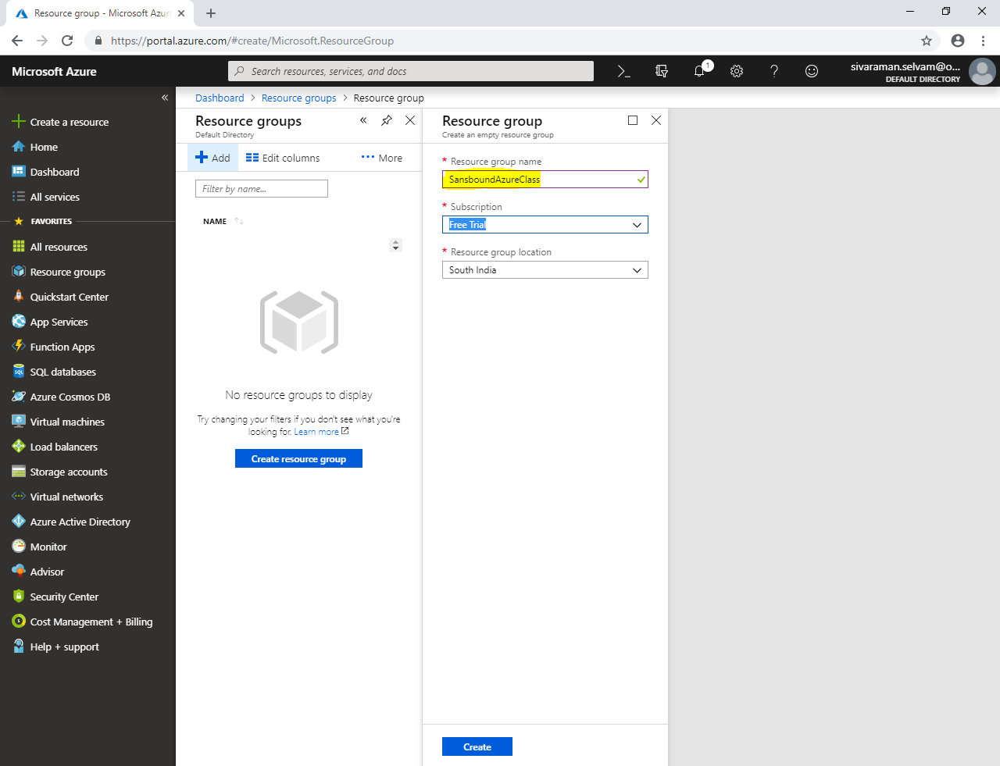 Resource group - Microsoft Azur
https://portal.azure.com/#create/Microsoft.ResourceGroup
Microsoft Azure
Search resources, services, and docs
1
sivaraman.selvam@o...
DEFAULT DIRECTORY
Create a resource
Home
Dashboard
All services
FAVORITES
All resources
Resource groups
Quickstart Center
App Services
Function Apps
SQL databases
Azure Cosmos DB
Virtual machines
Load balancers
Storage accounts
Virtual networks
Azure Active Directory
Monitor
Advisor
Security Center
Cost Management + Billing
Help + support
Dashboard > Resource groups > Resource group
Resource groups
Default Directory
Add
Edit columns
More
Filter by name...
NAME
No resource groups to display
Try changing your filters if you don't see what you're
looking for. Learn more
Create resource group
Resource group
Create an empty resource group
* Resource group name
SansboundAzureClass
* Subscription
Free Trial
* Resource group location
South India
Create